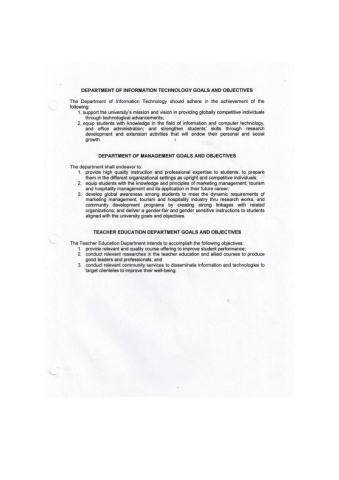 DEPARTMENT OF INFORMATION TECHNOLOGY GOALS AND OBJECTIVES
The Department of Information Technology should adhere in the achievement of the
following:
1. support the university's mission and vision in providing globally competitive individuals
through technological advancements;
2. equip students with knowledge in the field of information and computer technology,
and office administration; and strengthen students' skills through research
development and extension activities that will endow their personal and social
growth.
DEPARTMENT OF MANAGEMENT GOALS AND OBJECTIVES
The department shall endeavor to:
1. provide high quality instruction and professional expertise to students, to prepare
them in the different organizational settings as upright and competitive individuals;
2. equip students with the knowledge and principles of marketing management, tourism
and hospitality management and its application in their future career;
3. develop global awareness among students to meet the dynamic requirements of
marketing management, tourism and hospitality industry thru research works, and
community development programs by creating strong linkages with related
organizations; and deliver a gender-fair and gender sensitive instructions to students
aligned with the university goals and objectives.
TEACHER EDUCATION DEPARTMENT GOALS AND OBJECTIVES
The Teacher Education Department intends to accomplish the following objectives:
1. provide relevant and quality course offering to improve student performance;
2. conduct relevant researches in the teacher education and allied courses to produce
good leaders and professionals; and
3. conduct relevant community services to disseminate information and technologies to
target clienteles to improve their well-being.